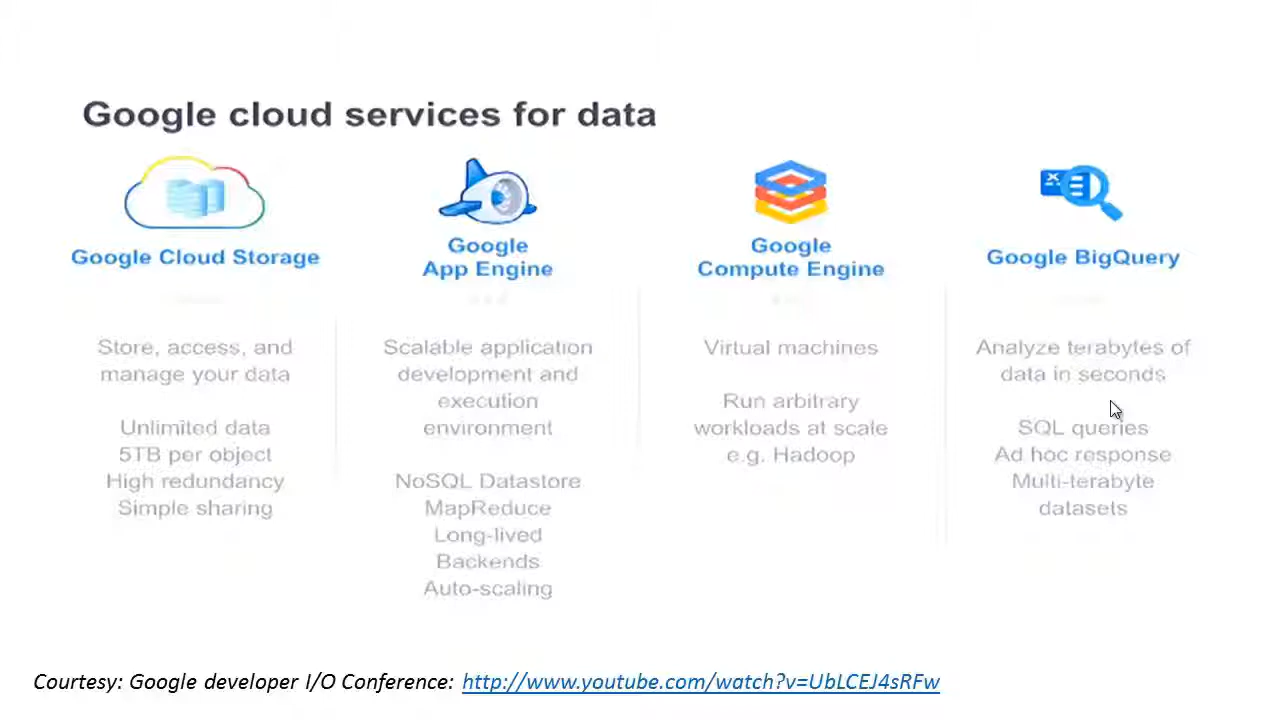 Google cloud services for data
Google Cloud Storage
Store, access, and
manage your data
Unlimited data
5TB per object
High redundancy
Simple sharing
Google
App Engine
Scalable application
development and
execution
environment
NoSQL Datastore
MapReduce
Long-lived
Backends
Auto-scaling
Google
Compute Engine
Virtual machines
Run arbitrary
workloads at scale
e.g. Hadoop
Google BigQuery
Analyze terabytes of
data in seconds
SQL queries
Ad hoc response
Multi-terabyte
datasets
Courtesy: Google developer I/O Conference: http://www.youtube.com/watch?v=UbLCEJ4sRFw